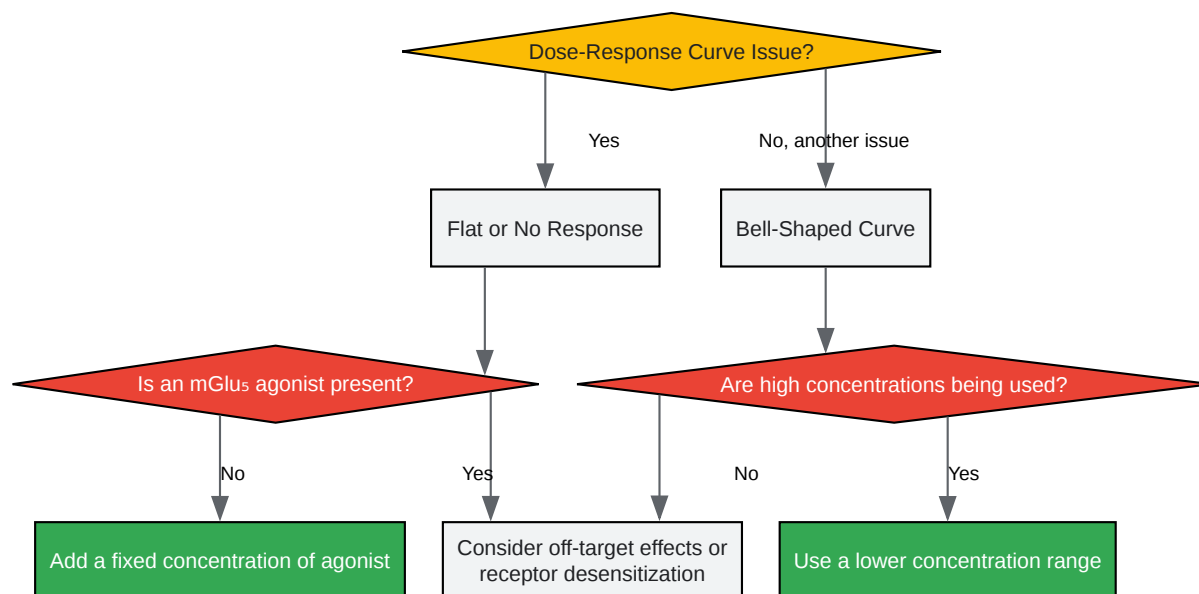 Dose-Response Curve Issue?
Yes
No, another issue
Flat or No Response
Bell-Shaped Curve
Is an mGlu₅ agonist present?
Are high concentrations being used?
No
Yes
No
Yes
Add a fixed concentration of agonist
Consider off-target effects or
receptor desensitization
Use a lower concentration range